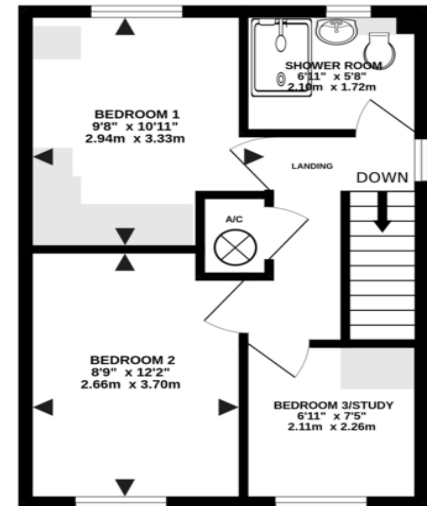 SHOWER ROOM
6'11" x 5'8"
2.10m x 1.72m
BEDROOM 1
9'8" x 10'11"
2.94m x 3.33m
LANDING
DOWN
A/C
BEDROOM 2
8'9" x 12'2"
2.66m x 3.70m
BEDROOM 3/STUDY
6'11" x 7'5"
2.11m x 2.26m